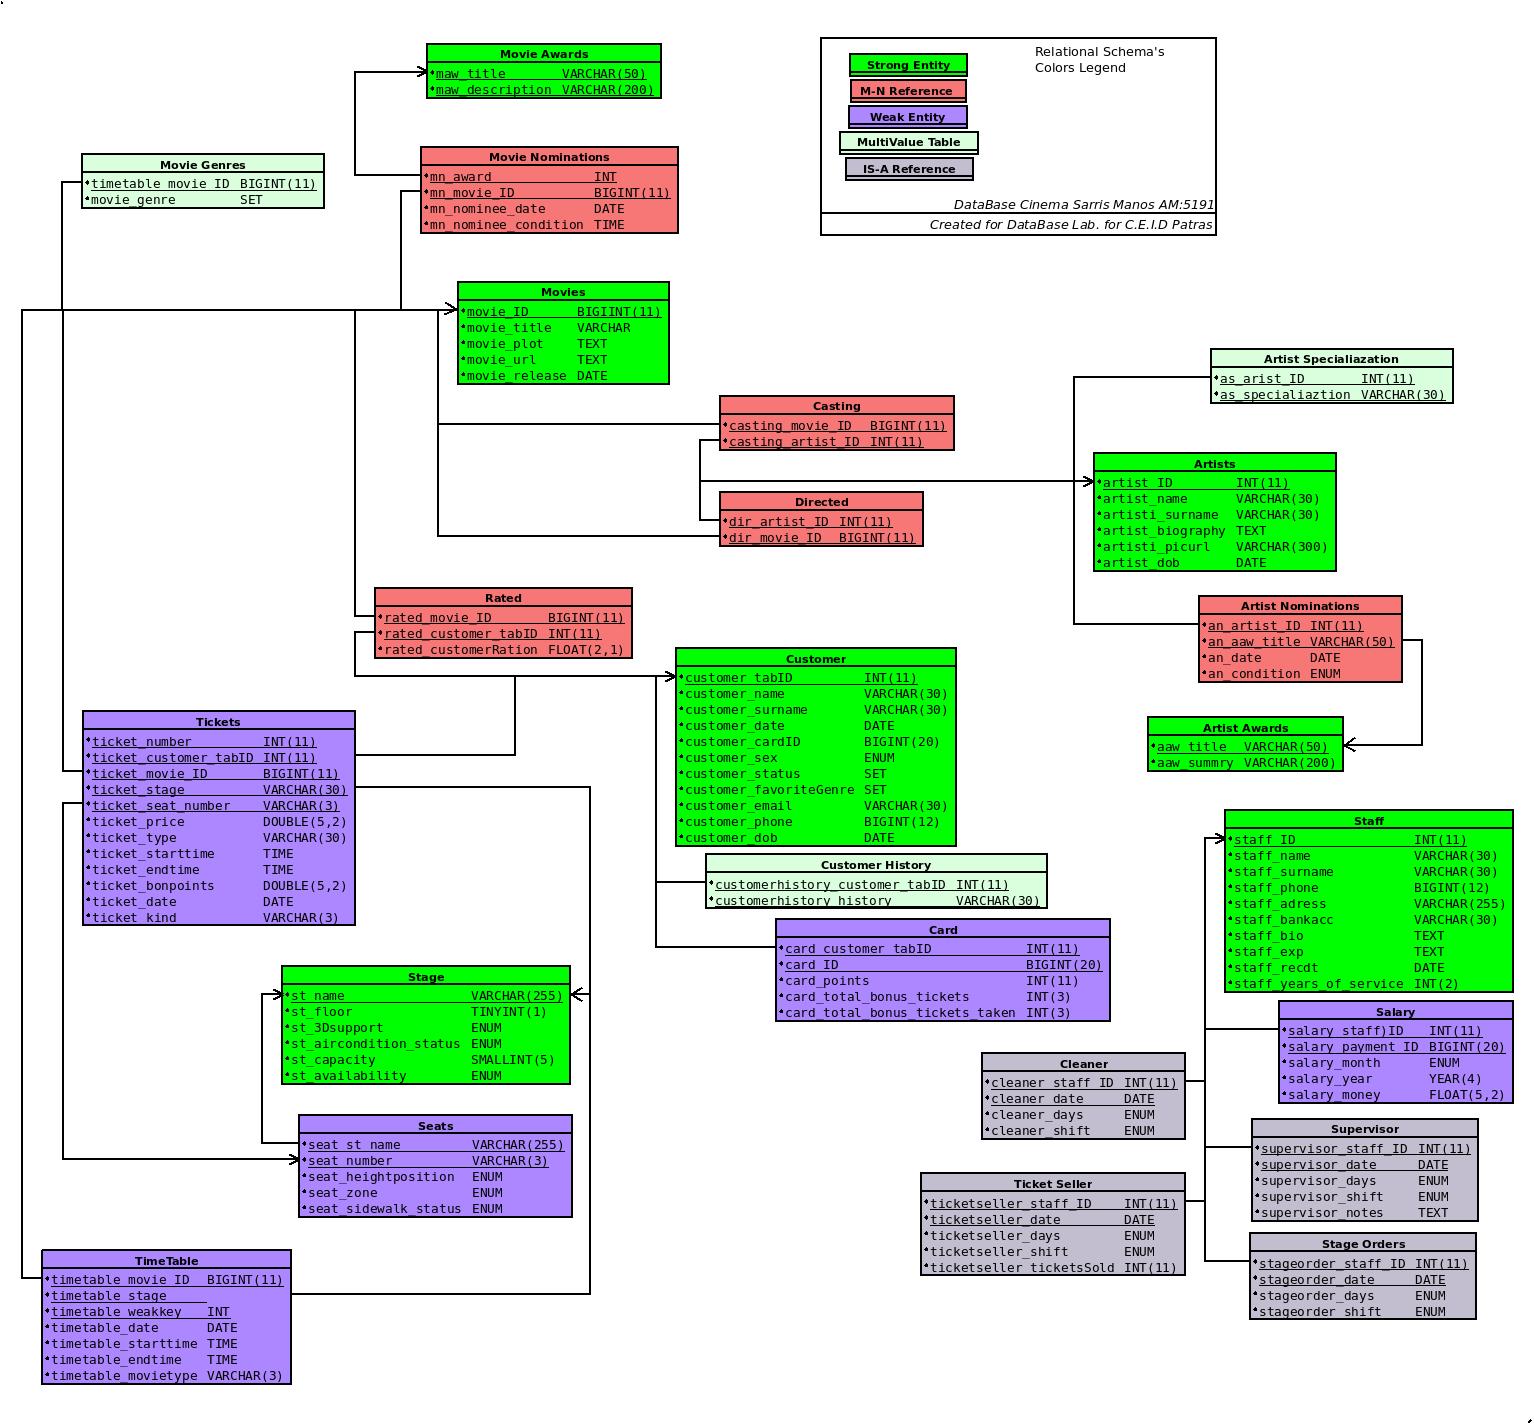 Movie Awards
maw_title VARCHAR(50)
maw_description VARCHAR(200)
Relational Schema's
Colors Legend
Strong Entity
M-N Reference
Weak Entity
MultiValue Table
IS-A Reference
DataBase Cinema Sarris Manos AM:5191
Created for DataBase Lab. for C.E.I.D Patras
Movie Genres
timetable_movie_ID BIGINT(11)
movie_genre SET
Movie Nominations
mn_award INT
mn_movie_ID BIGINT(11)
mn_nominee_date DATE
mn_nominee_condition TIME
Movies
movie_ID BIGIINT(11)
movie_title VARCHAR
movie_plot TEXT
movie_url TEXT
movie_release DATE
Artist Specialiazation
as_arist_ID INT(11)
as_specialiaztion VARCHAR(30)
Casting
casting_movie_ID BIGINT(11)
casting_artist_ID INT(11)
Artists
artist_ID INT(11)
artist_name VARCHAR(30)
artisti_surname VARCHAR(30)
artist_biography TEXT
artisti_picurl VARCHAR(300)
artist_dob DATE
Directed
dir_artist_ID INT(11)
dir_movie_ID BIGINT(11)
Rated
rated_movie_ID BIGINT(11)
rated_customer_tabID INT(11)
rated_customerRation FLOAT(2,1)
Artist Nominations
an_artist_ID INT(11)
an_aaw_title VARCHAR(50)
an_date DATE
an_condition ENUM
Customer
customer_tabID INT(11)
customer_name VARCHAR(30)
customer_surname VARCHAR(30)
customer_date DATE
customer_cardID BIGINT(20)
customer_sex ENUM
customer_status SET
customer_favoriteGenre SET
customer_email VARCHAR(30)
customer_phone BIGINT(12)
customer_dob DATE
Tickets
ticket_number INT(11)
ticket_customer_tabID INT(11)
ticket_movie_ID BIGINT(11)
ticket_stage VARCHAR(30)
ticket_seat_number VARCHAR(3)
ticket_price DOUBLE(5,2)
ticket_type VARCHAR(30)
ticket_starttime TIME
ticket_endtime TIME
ticket_bonpoints DOUBLE(5,2)
ticket_date DATE
ticket_kind VARCHAR(3)
Artist Awards
aaw_title VARCHAR(50)
aaw_summry VARCHAR(200)
Staff
staff_ID INT(11)
staff_name VARCHAR(30)
staff_surname VARCHAR(30)
staff_phone BIGINT(12)
staff_adress VARCHAR(255)
staff_bankacc VARCHAR(30)
staff_bio TEXT
staff_exp TEXT
staff_recdt DATE
staff_years_of_service INT(2)
Customer History
customerhistory_customer_tabID INT(11)
customerhistory_history VARCHAR(30)
Card
card_customer_tabID INT(11)
card_ID BIGINT(20)
card_points INT(11)
card_total_bonus_tickets INT(3)
card_total_bonus_tickets_taken INT(3)
Stage
st_name VARCHAR(255)
st_floor TINYINT(1)
st_3Dsupport ENUM
st_aircondition_status ENUM
st_capacity SMALLINT(5)
st_availability ENUM
Salary
salary_staff)ID INT(11)
salary_payment_ID BIGINT(20)
salary_month ENUM
salary_year YEAR(4)
salary_money FLOAT(5,2)
Cleaner
cleaner_staff_ID INT(11)
cleaner_date DATE
cleaner_days ENUM
cleaner_shift ENUM
Seats
seat_st_name VARCHAR(255)
seat_number VARCHAR(3)
seat_heightposition ENUM
seat_zone ENUM
seat_sidewalk_status ENUM
Supervisor
supervisor_staff_ID INT(11)
supervisor_date DATE
supervisor_days ENUM
supervisor_shift ENUM
supervisor_notes TEXT
Ticket Seller
ticketseller_staff_ID INT(11)
ticketseller_date DATE
ticketseller_days ENUM
ticketseller_shift ENUM
ticketseller_ticketsSold INT(11)
Stage Orders
stageorder_staff_ID INT(11)
stageorder_date DATE
stageorder_days ENUM
stageorder_shift ENUM
TimeTable
timetable_movie_ID BIGINT(11)
timetable_stage
timetable_weakkey INT
timetable_date DATE
timetable_starttime TIME
timetable_endtime TIME
timetable_movietype VARCHAR(3)